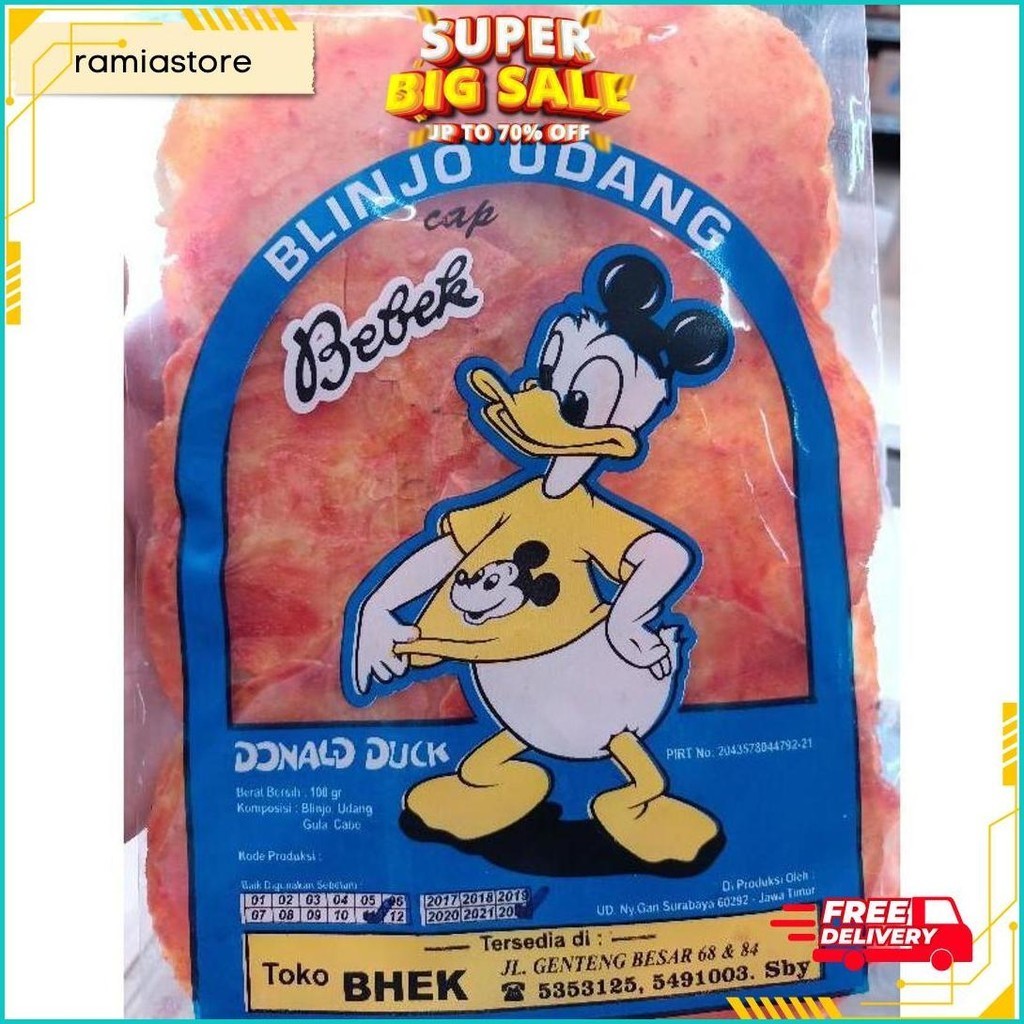 ramiastore
SUPER
BIG SALE
UP TO 70% OFF
BLINJO UDANG
cap
Bebek
DONALD DUCK
PIRT No. 2043578044792-21
Berat Bersih : 100 gr
Komposisi : Blinjo, Udang
Gula, Cabe
Kode Produksi :
Baik Digunakan Sebelum :
01 02 03 04 05 06
07 08 09 10 12
2017 2018 2019
2020 2021
Di Produksi Oleh :
UD. Ny.Gan Surabaya 60292 - Jawa Timur
Tersedia di :
Toko BHEK
JL. GENTENG BESAR 68 & 84
☎ 5353125, 5491003. Sby
FREE
DELIVERY